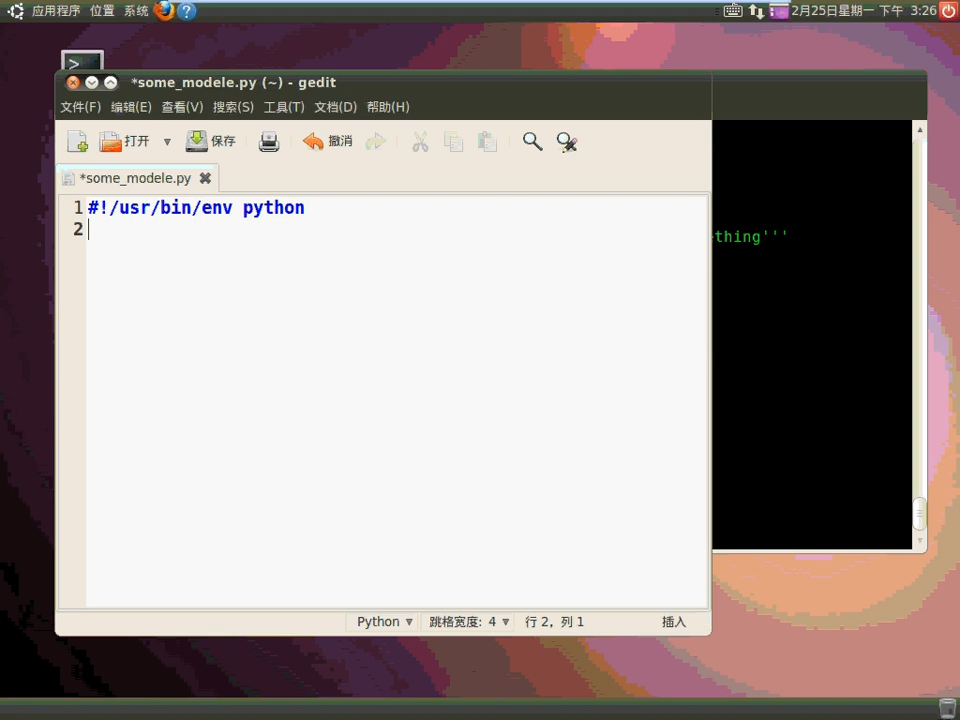 应用程序 位置 系统 2月25日星期一 下午 3:26
*some_modele.py (~) - gedit
文件(F) 编辑(E) 查看(V) 搜索(S) 工具(T) 文档(D) 帮助(H)
打开 保存 撤消
*some_modele.py
1 #!/usr/bin/env python
2
thing'''
Python 跳格宽度: 4 行 2, 列 1 插入